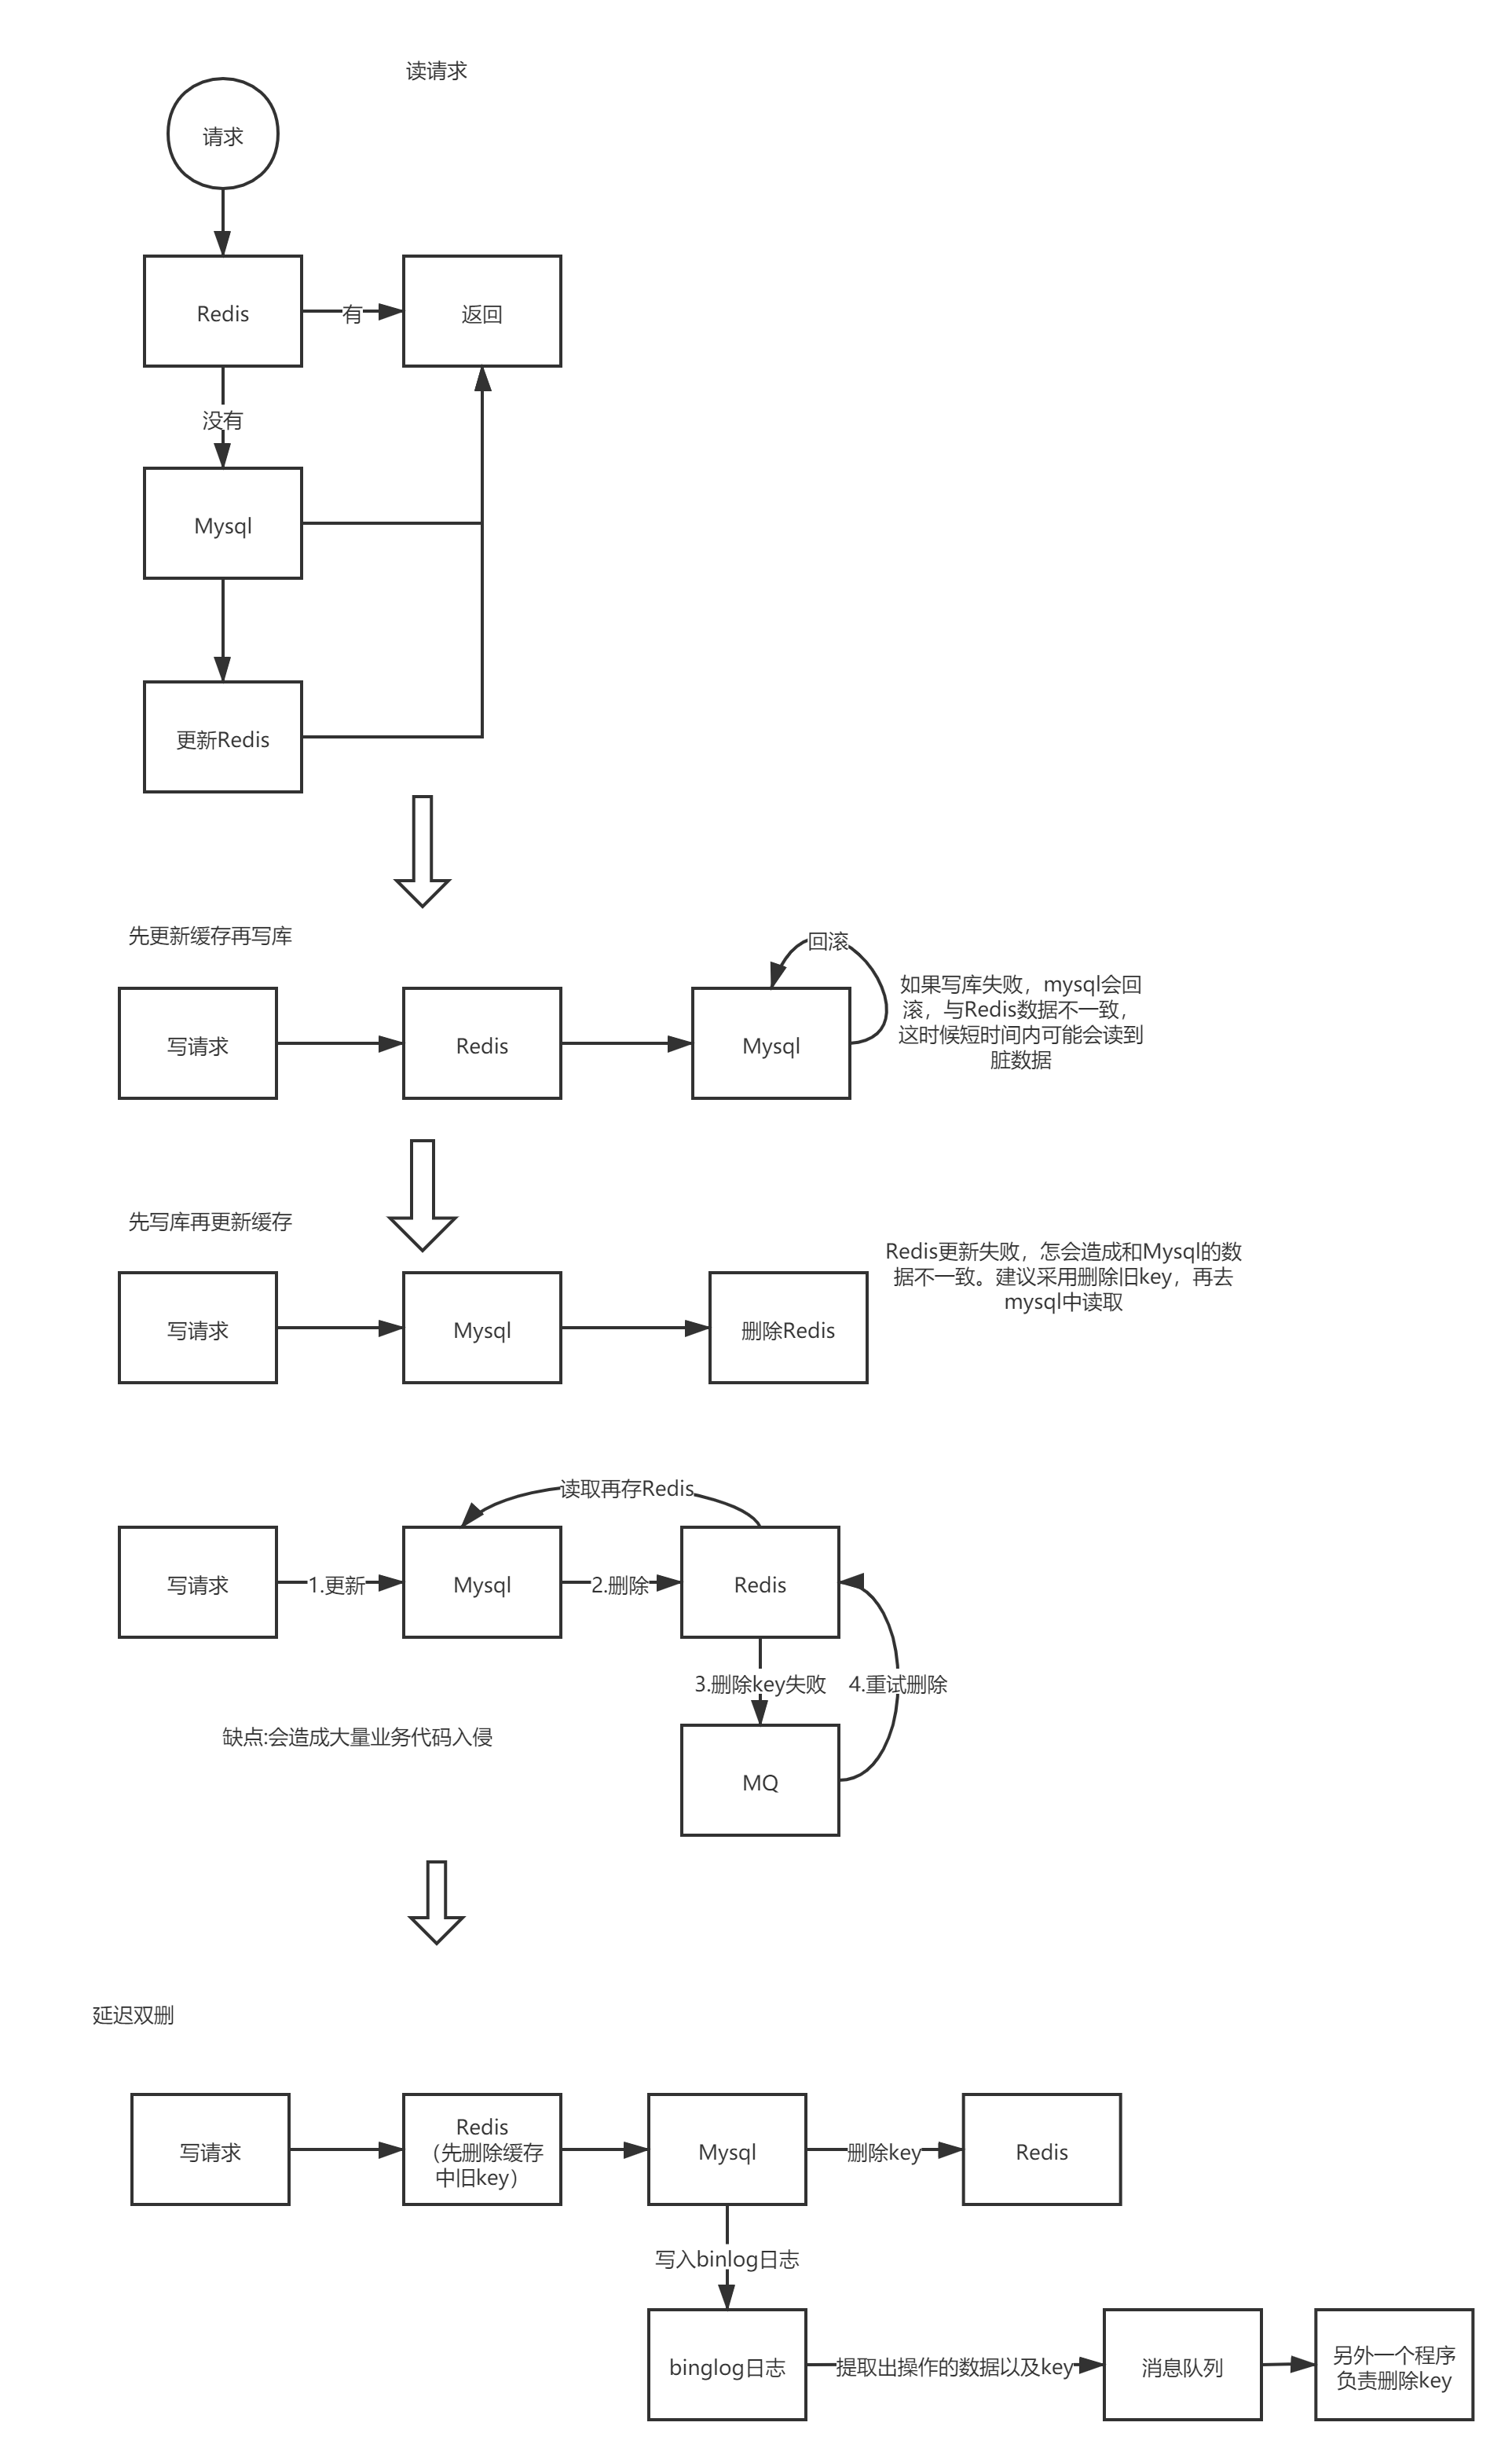 读请求
请求
Redis
有
返回
没有
Mysql
更新Redis
先更新缓存再写库
回滚
写请求
Redis
Mysql
如果写库失败，mysql会回
滚，与Redis数据不一致，
这时候短时间内可能会读到
脏数据
先写库再更新缓存
写请求
Mysql
删除Redis
Redis更新失败，怎会造成和Mysql的数
据不一致。建议采用删除旧key，再去
mysql中读取
读取再存Redis
写请求
1.更新
Mysql
2.删除
Redis
3.删除key失败
4.重试删除
缺点:会造成大量业务代码入侵
MQ
延迟双删
写请求
Redis
（先删除缓存
中旧key）
Mysql
删除key
Redis
写入binlog日志
binglog日志
提取出操作的数据以及key
消息队列
另外一个程序
负责删除key